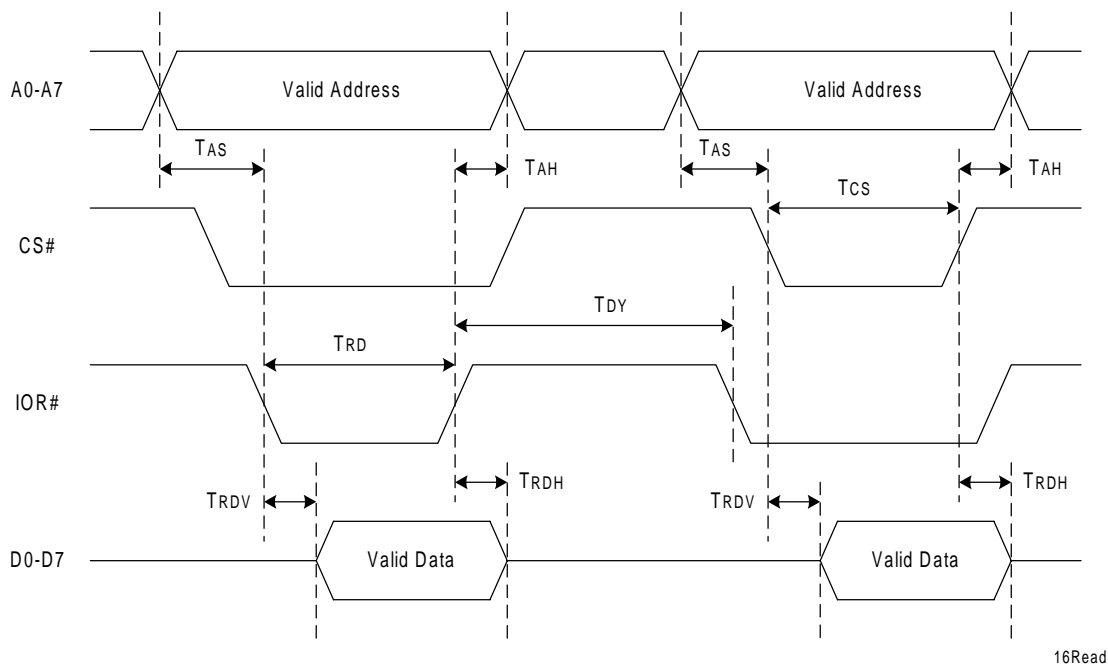 A0-A7
Valid Address
Valid Address
TAS
TAH
TAS
TAH
TCS
CS#
TDY
TRD
IOR#
TRDV
TRDH
TRDV
TRDH
D0-D7
Valid Data
Valid Data
16Read